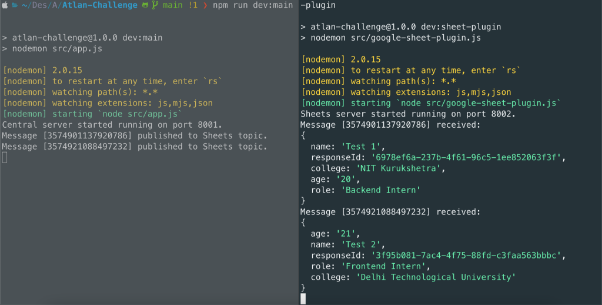 ~/Des/A/Atlan-Challenge main !1 ❯ npm run dev:main
> atlan-challenge@1.0.0 dev:main
> nodemon src/app.js
[nodemon] 2.0.15
[nodemon] to restart at any time, enter `rs`
[nodemon] watching path(s): *.*
[nodemon] watching extensions: js,mjs,json
[nodemon] starting `node src/app.js`
Central server started running on port 8001.
Message [3574901137920786] published to Sheets topic.
Message [3574921088497232] published to Sheets topic.
-plugin
> atlan-challenge@1.0.0 dev:sheet-plugin
> nodemon src/google-sheet-plugin.js
[nodemon] 2.0.15
[nodemon] to restart at any time, enter `rs`
[nodemon] watching path(s): *.*
[nodemon] watching extensions: js,mjs,json
[nodemon] starting `node src/google-sheet-plugin.js`
Sheets server started running on port 8002.
Message [3574901137920786] received:
{
name: 'Test 1',
responseId: '6978ef6a-237b-4f61-96c5-1ee852063f3f',
college: 'NIT Kurukshetra',
age: '20',
role: 'Backend Intern'
}
Message [3574921088497232] received:
{
age: '21',
name: 'Test 2',
responseId: '3f95b081-7ac4-4f75-88fd-c3faa563bbbc',
role: 'Frontend Intern',
college: 'Delhi Technological University'
}